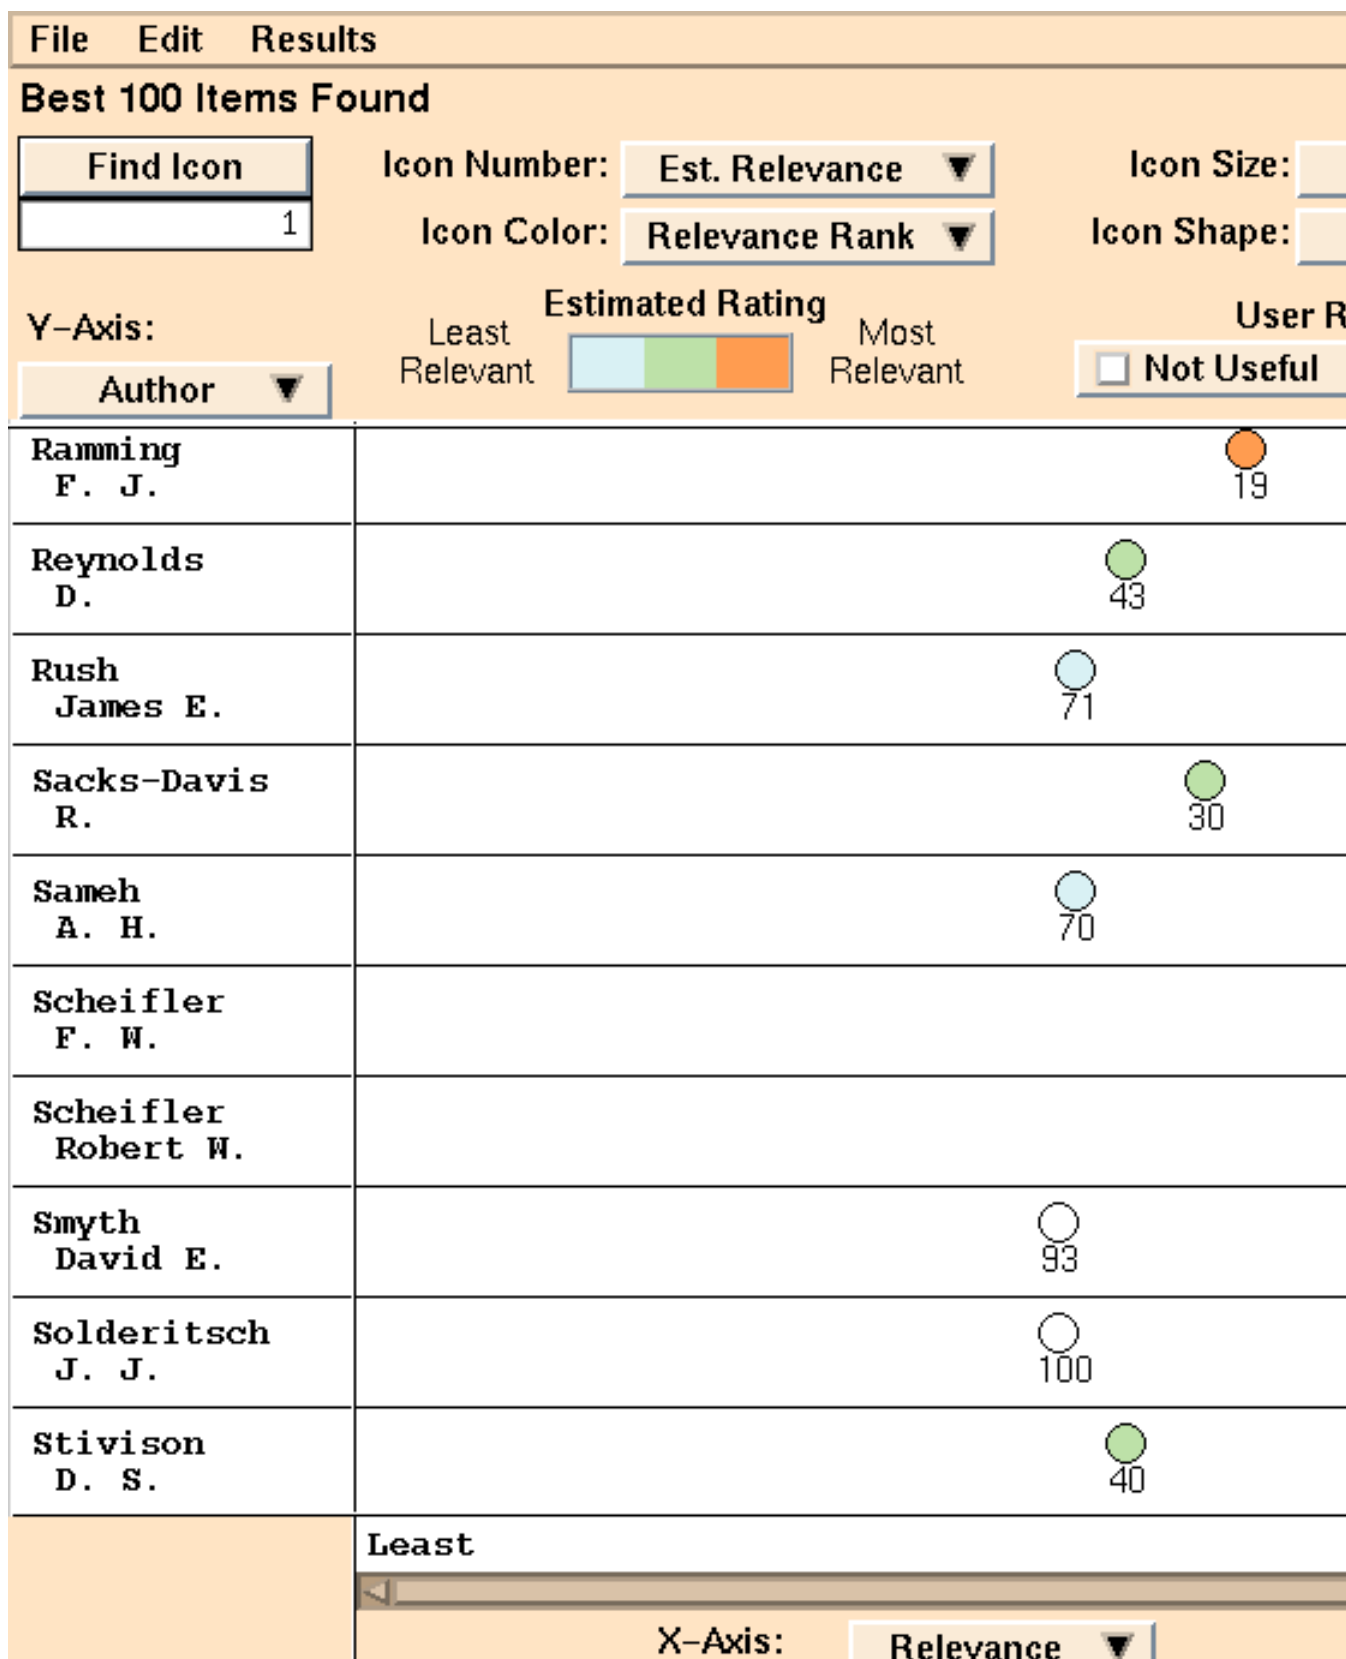 File Edit Results
Best 100 Items Found
Find Icon Icon Number: Est. Relevance Icon Size:
1 Icon Color: Relevance Rank Icon Shape:
Y-Axis: Least Relevant Estimated Rating Most Relevant User R
Author Not Useful
Ramming
F. J. 19
Reynolds
D. 43
Rush
James E. 71
Sacks-Davis
R. 30
Sameh
A. H. 70
Scheifler
F. W.
Scheifler
Robert W.
Smyth
David E. 93
Solderitsch
J. J. 100
Stivison
D. S. 40
Least
X-Axis: Relevance